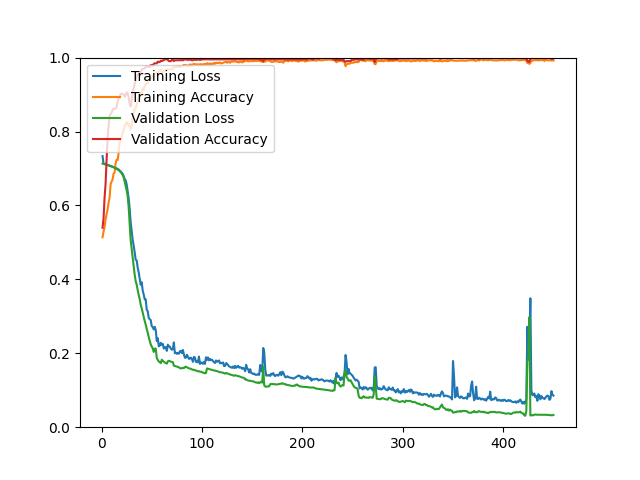 1.0
0.8
0.6
0.4
0.2
0.0
Training Loss
Training Accuracy
Validation Loss
Validation Accuracy
0 100 200 300 400